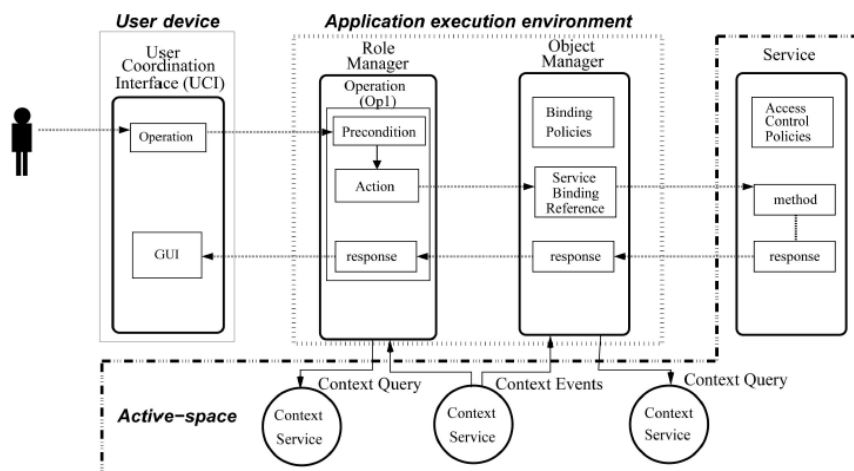 User device
Application execution environment
User
Coordination
Interface (UCI)
Role
Manager
Object
Manager
Service
Operation
(Op1)
Operation
Precondition
Binding
Policies
Access
Control
Policies
Action
Service
Binding
Reference
method
GUI
response
response
response
Context Query
Context Events
Context Query
Active-space
Context
Service
Context
Service
Context
Service